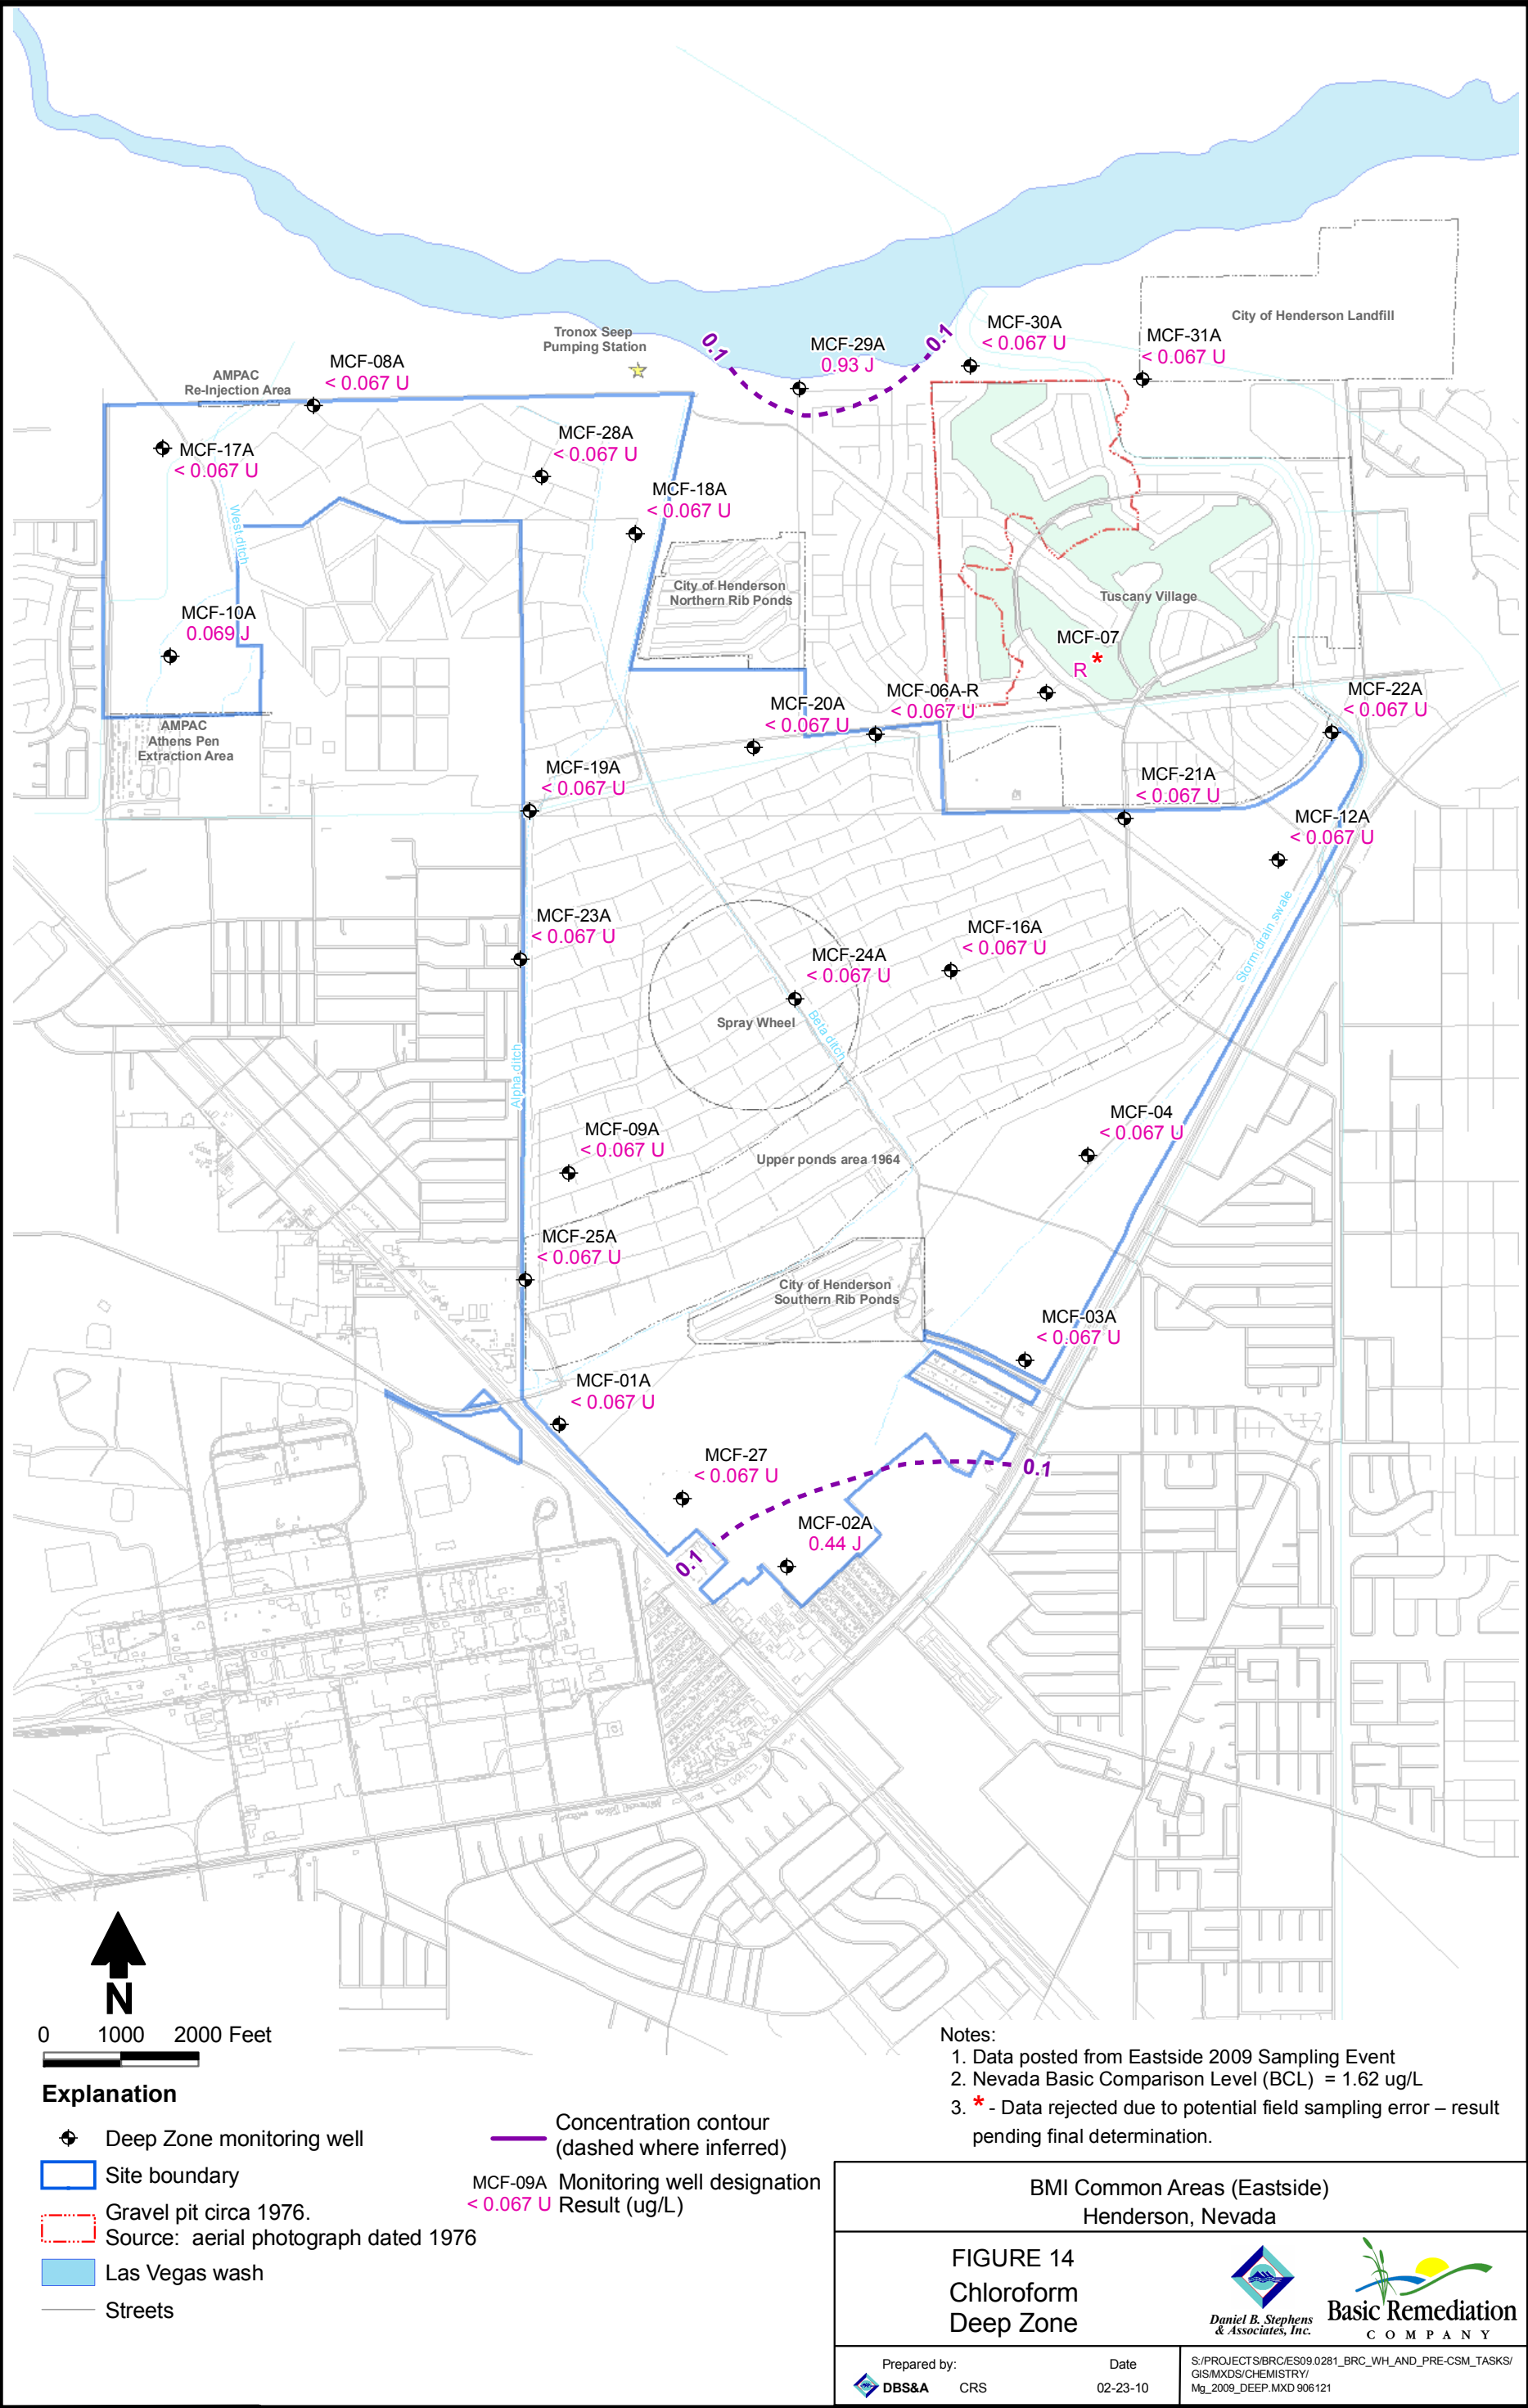 0.1
0.1
MCF-29A
0.93 J
MCF-30A
< 0.067 U
MCF-31A
< 0.067 U
City of Henderson Landfill
Tronox Seep
Pumping Station
MCF-08A
< 0.067 U
AMPAC
Re-Injection Area
MCF-17A
< 0.067 U
MCF-28A
< 0.067 U
MCF-18A
< 0.067 U
West ditch
City of Henderson
Northern Rib Ponds
Tuscany Village
MCF-10A
0.069 J
MCF-07
R *
MCF-20A
< 0.067 U
MCF-06A-R
< 0.067 U
MCF-22A
< 0.067 U
AMPAC
Athens Pen
Extraction Area
MCF-19A
< 0.067 U
MCF-21A
< 0.067 U
MCF-12A
< 0.067 U
MCF-23A
< 0.067 U
MCF-24A
< 0.067 U
MCF-16A
< 0.067 U
Storm drain swale
Spray Wheel
Beta ditch
Alpha ditch
MCF-04
< 0.067 U
MCF-09A
< 0.067 U
Upper ponds area 1964
MCF-25A
< 0.067 U
City of Henderson
Southern Rib Ponds
MCF-03A
< 0.067 U
MCF-01A
< 0.067 U
MCF-27
< 0.067 U
0.1
MCF-02A
0.44 J
0.1
N
0 1000 2000 Feet
Explanation
Deep Zone monitoring well
Site boundary
Gravel pit circa 1976.
Source: aerial photograph dated 1976
Las Vegas wash
Streets
Concentration contour
(dashed where inferred)
MCF-09A Monitoring well designation
< 0.067 U Result (ug/L)
Notes:
1. Data posted from Eastside 2009 Sampling Event
2. Nevada Basic Comparison Level (BCL) = 1.62 ug/L
3. * - Data rejected due to potential field sampling error – result
pending final determination.
BMI Common Areas (Eastside)
Henderson, Nevada
FIGURE 14
Chloroform
Deep Zone
Daniel B. Stephens
& Associates, Inc.
Basic Remediation
COMPANY
Prepared by:
DBS&A CRS
Date
02-23-10
S:/PROJECTS/BRC/ES09.0281_BRC_WH_AND_PRE-CSM_TASKS/
GIS/MXDS/CHEMISTRY/
Mg_2009_DEEP.MXD 906121